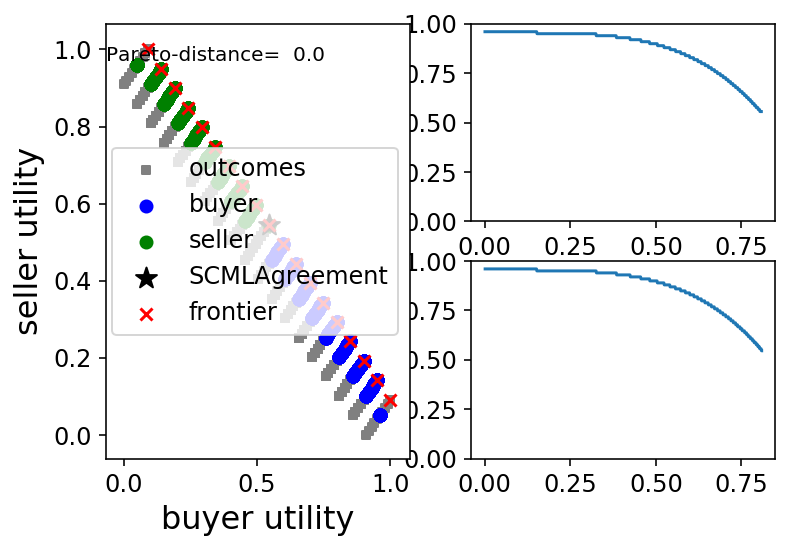 Pareto-distance=  0.0
1.0
0.8
0.6
0.4
0.2
0.0
seller utility
outcomes
buyer
seller
SCMLAgreement
frontier
0.0 0.5 1.0
buyer utility
1.00
0.75
0.50
0.25
0.00
0.00 0.25 0.50 0.75
1.00
0.75
0.50
0.25
0.00
0.00 0.25 0.50 0.75